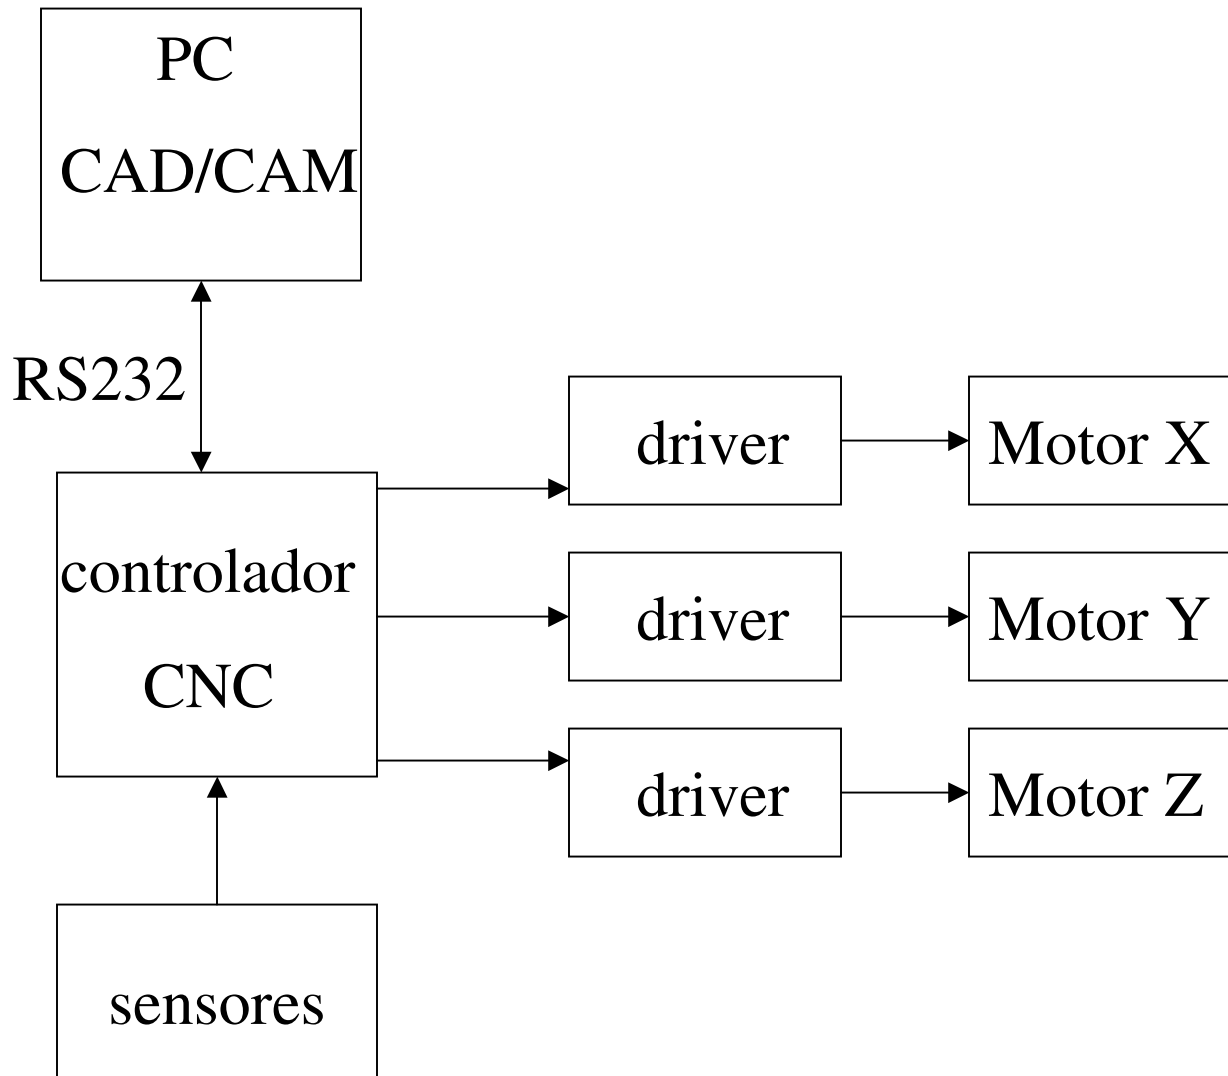 PC
CAD/CAM
RS232
controlador
CNC
sensores
driver
Motor X
driver
Motor Y
driver
Motor Z